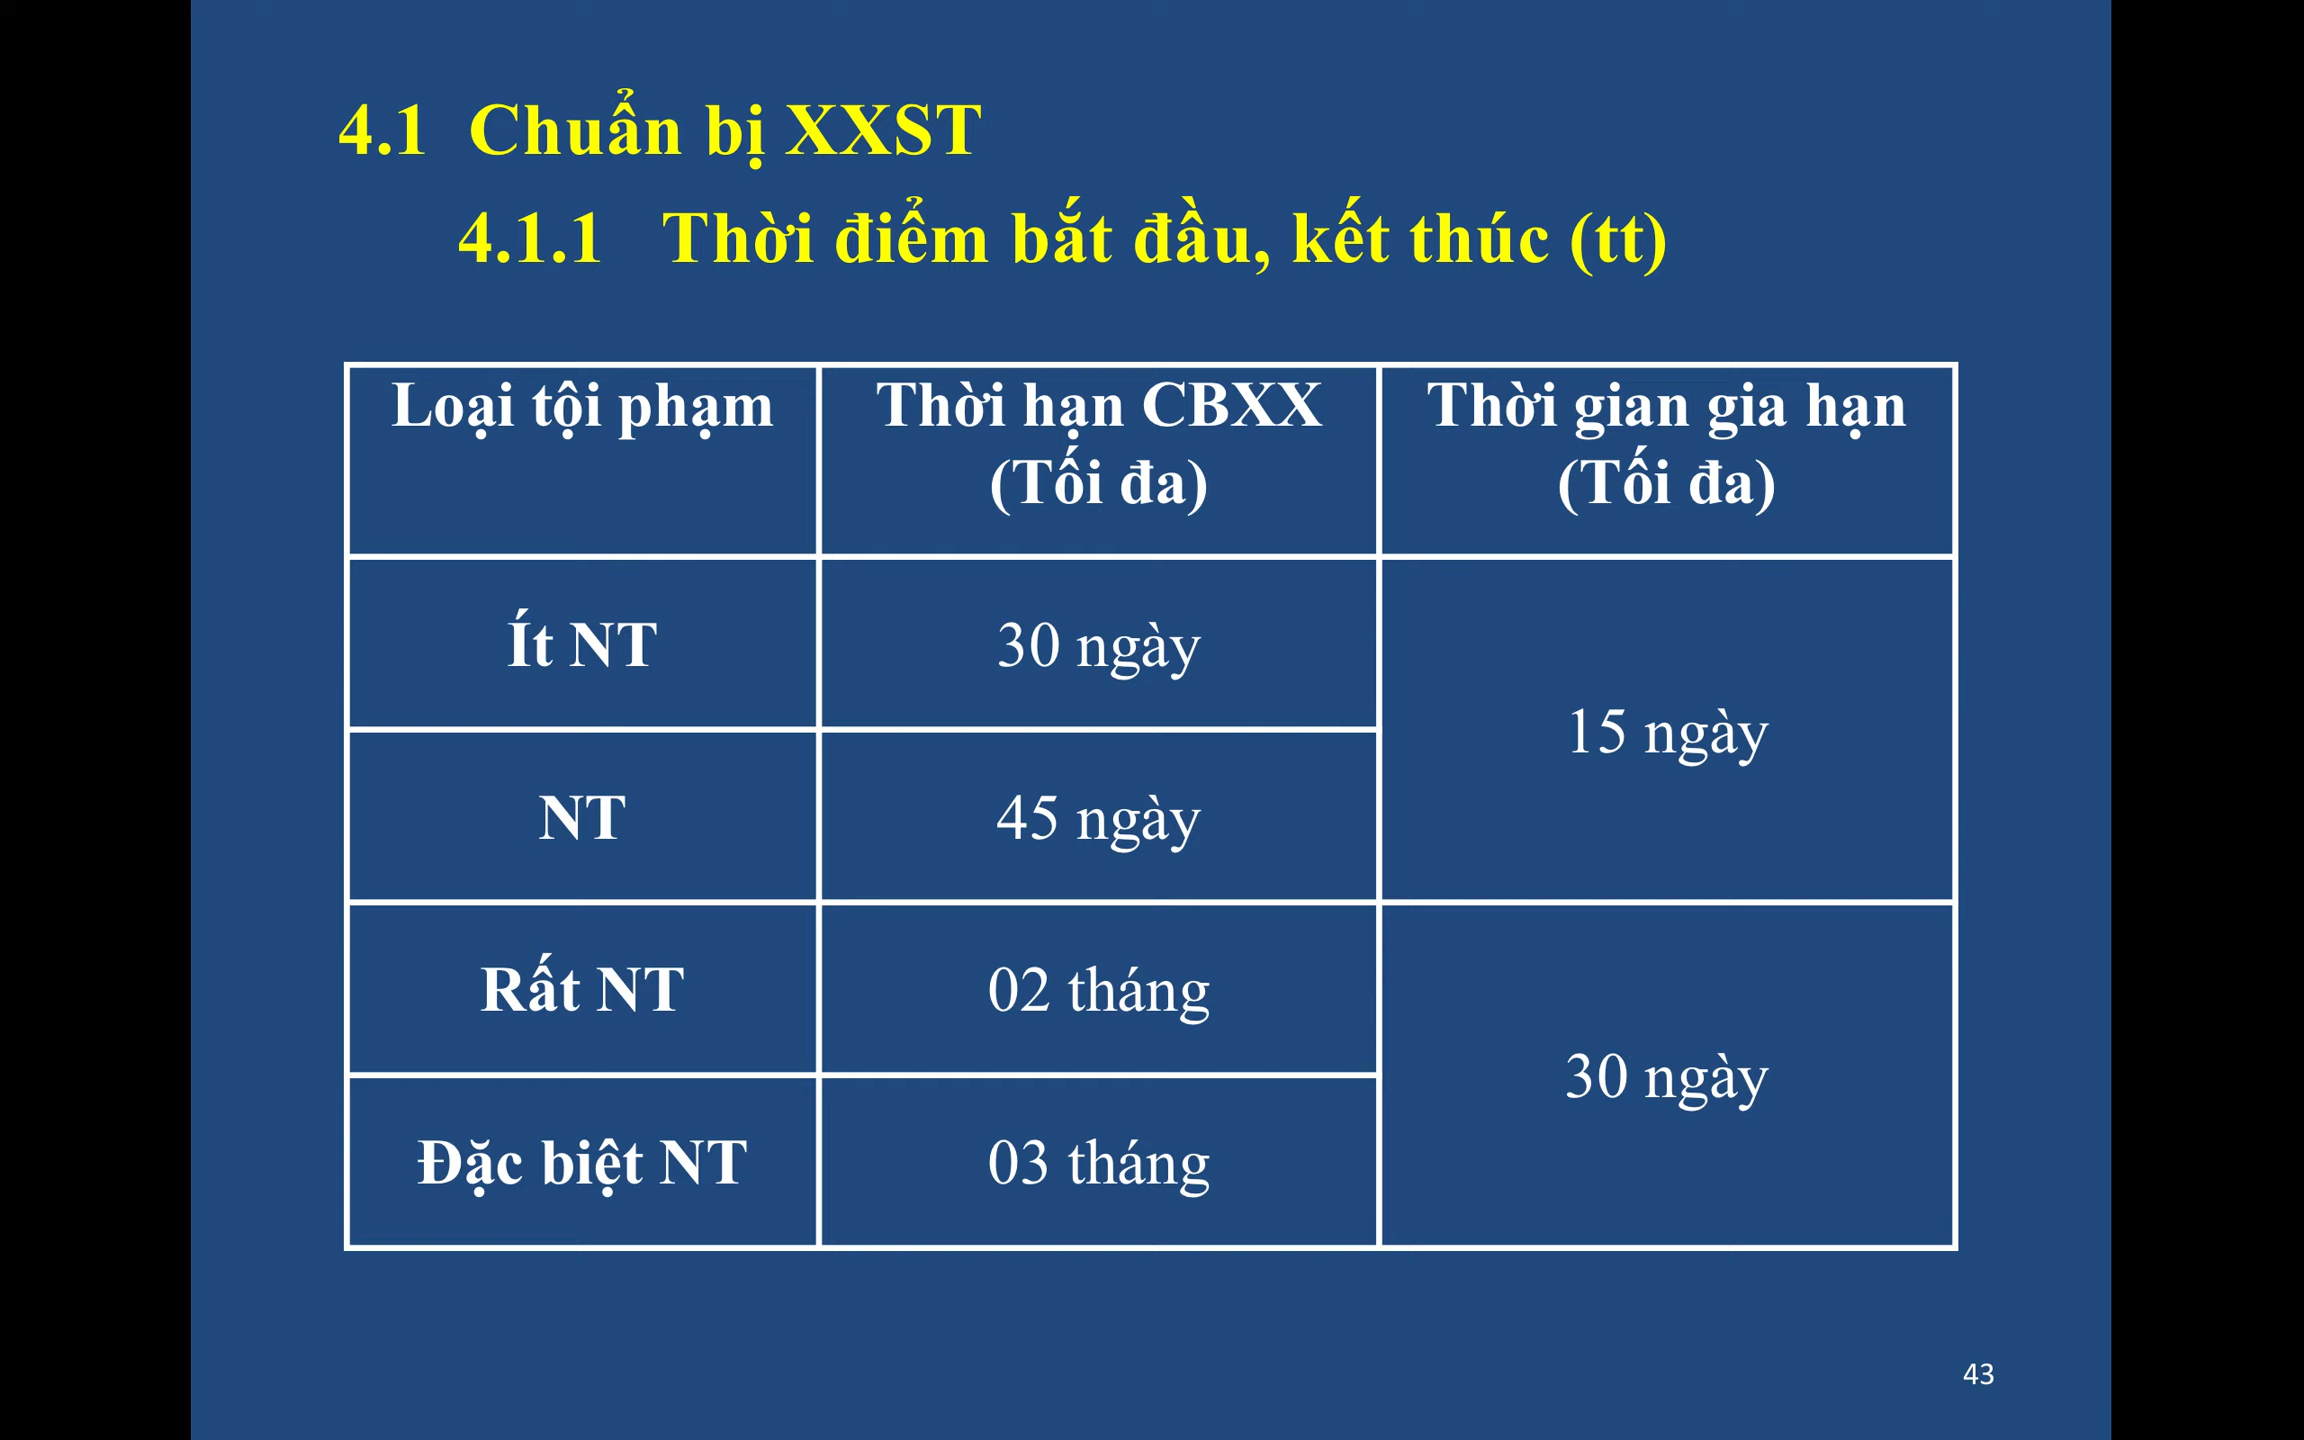 4.1 Chuẩn bị XXST
4.1.1 Thời điểm bắt đầu, kết thúc (tt)
Loại tội phạm
Thời hạn CBXX
(Tối đa)
Thời gian gia hạn
(Tối đa)
Ít NT
30 ngày
15 ngày
NT
45 ngày
Rất NT
02 tháng
30 ngày
Đặc biệt NT
03 tháng
43